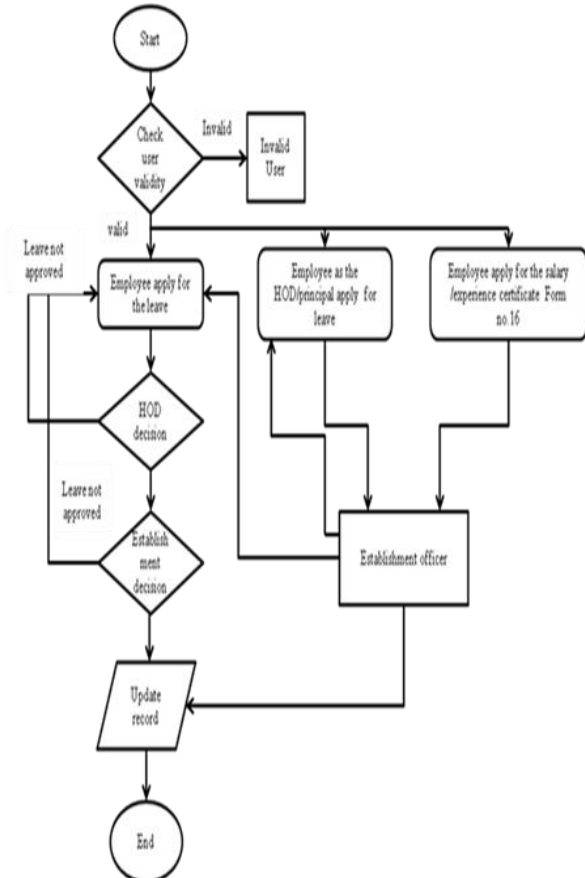 Start
Check
user
validity
Invalid
Invalid
User
valid
Leave not
approved
Employee apply for
the leave
Employee as the
HOD/principal apply for
leave
Employee apply for the salary
/experience certificate Form
no.16
HOD
decision
Leave not
approved
Establish
ment
decision
Establishment officer
Update
record
End